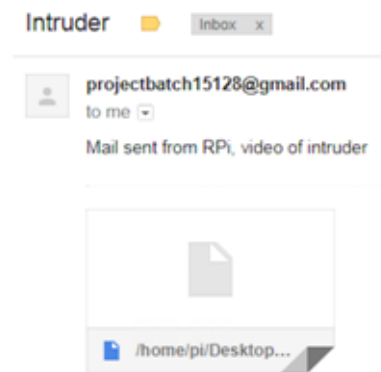 Intruder
Inbox x
projectbatch15128@gmail.com
to me
Mail sent from RPi, video of intruder
/home/pi/Desktop...